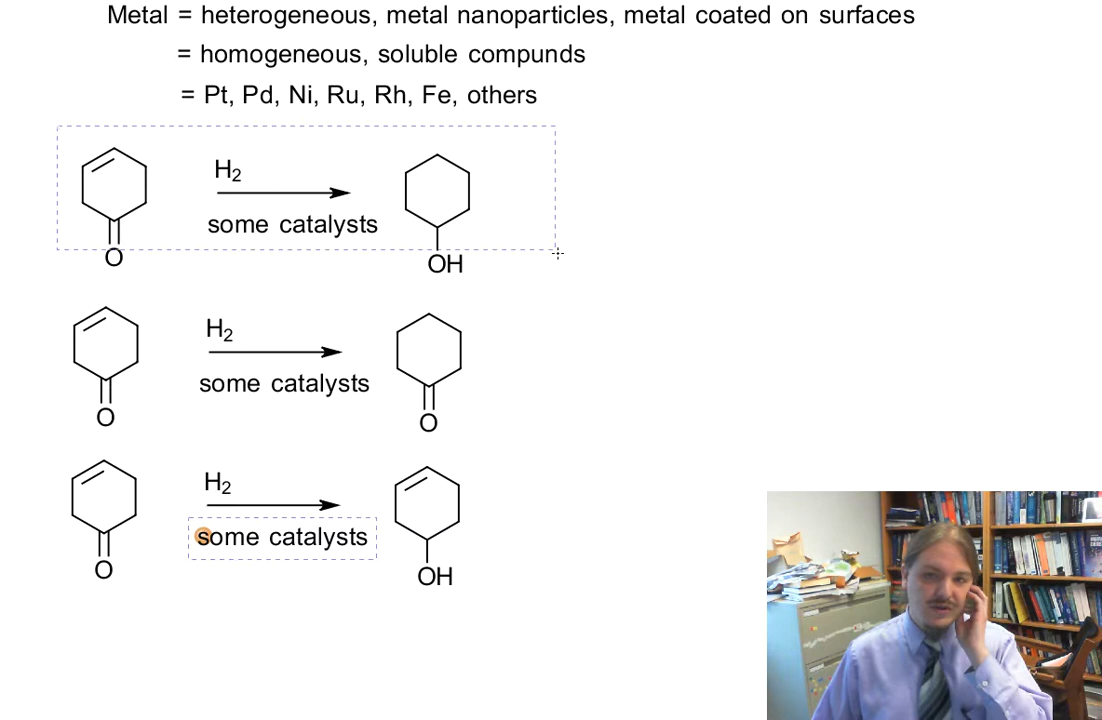 Metal = heterogeneous, metal nanoparticles, metal coated on surfaces
= homogeneous, soluble compunds
= Pt, Pd, Ni, Ru, Rh, Fe, others
H2
some catalysts
O
OH
H2
some catalysts
O
O
H2
some catalysts
O
OH